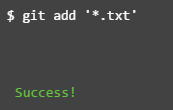 $ git add '*.txt'
Success!